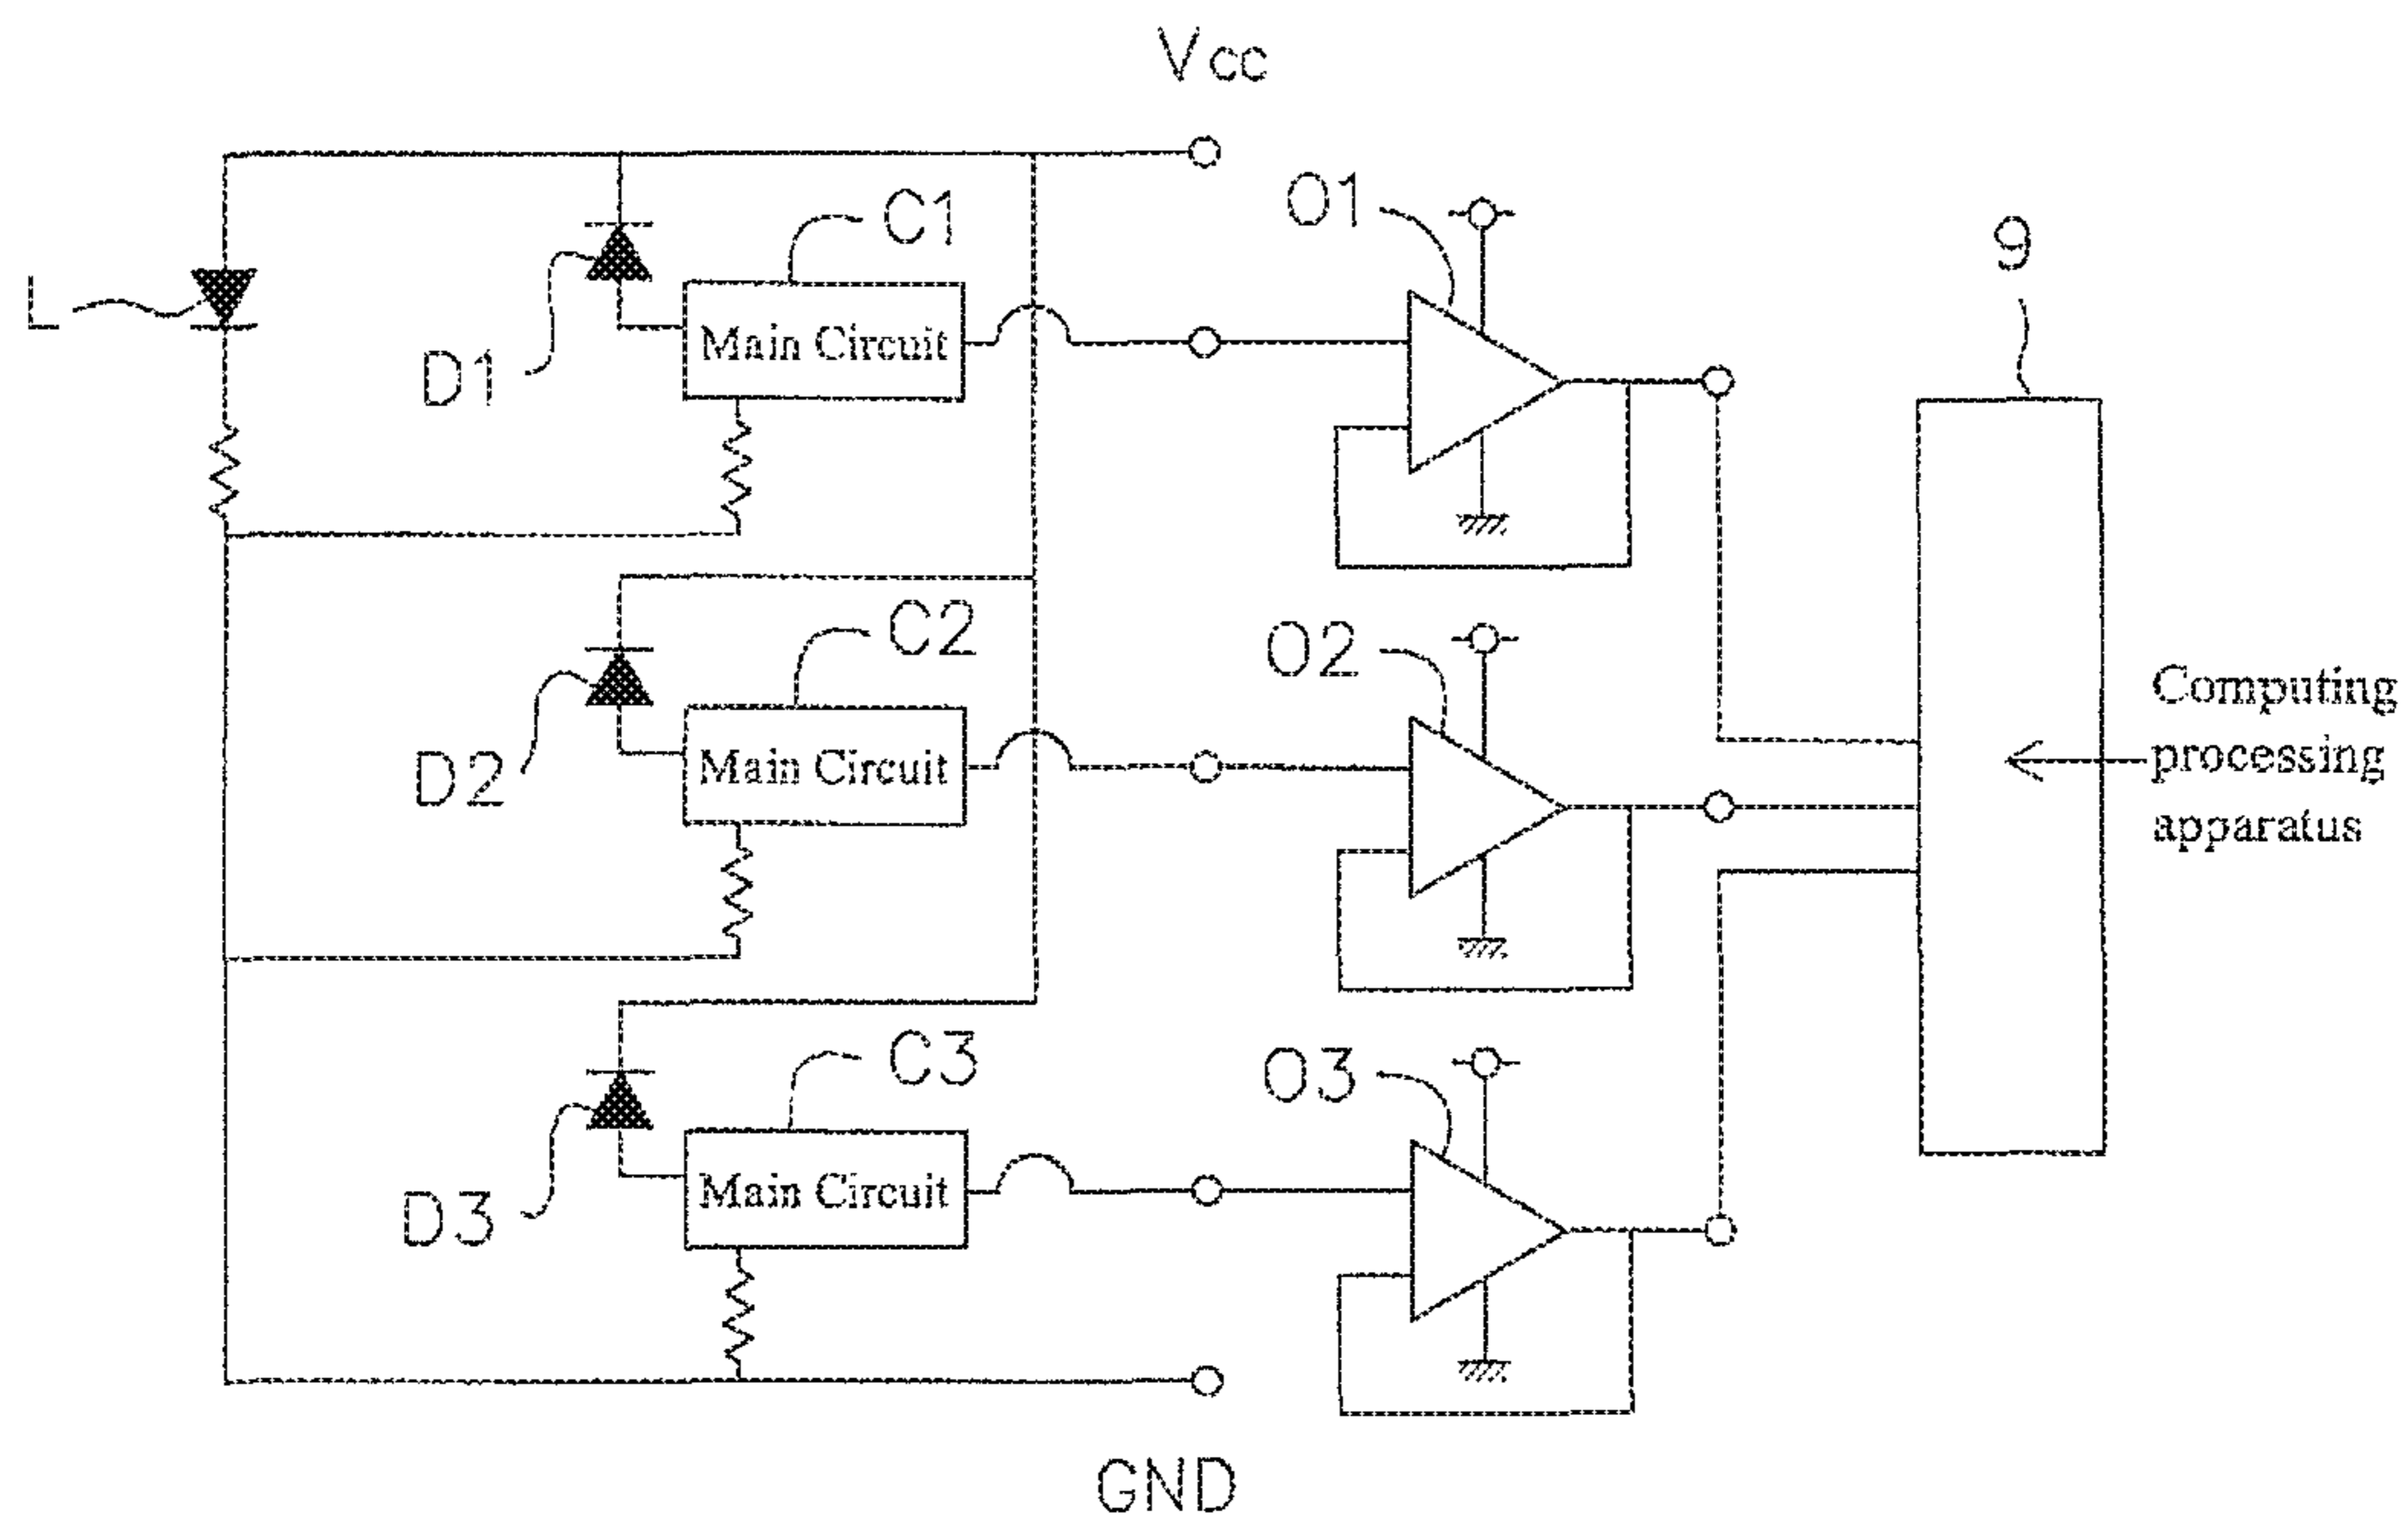 Vcc
C1
O1
9
L
Main Circuit
D1
C2
O2
Computing
processing
apparatus
Main Circuit
D2
C3
O3
Main Circuit
D3
GND